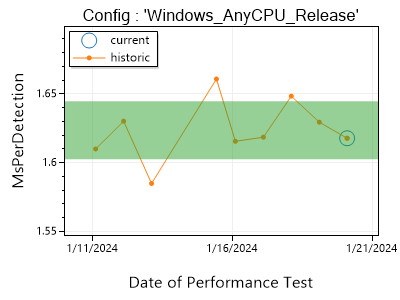 Config : 'Windows_AnyCPU_Release'
current
historic
MsPerDetection
1.65
1.6
1.55
1/11/2024
1/16/2024
1/21/2024
Date of Performance Test